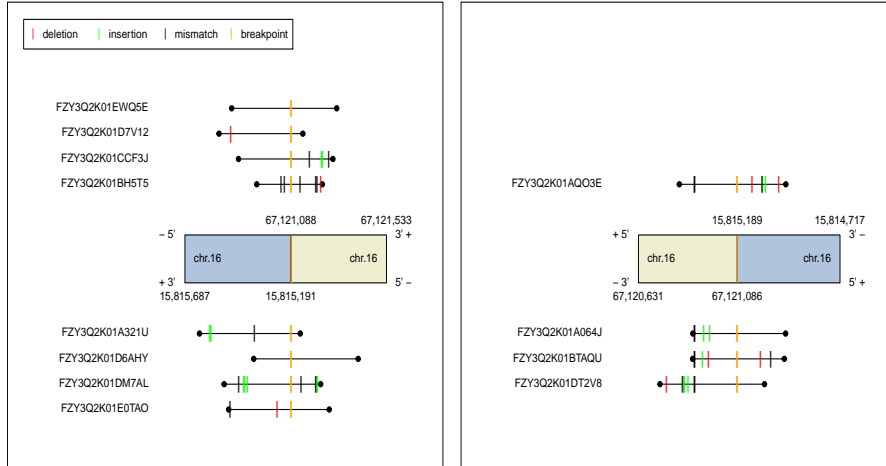 deletion insertion mismatch breakpoint
FZY3Q2K01EWQ5E
FZY3Q2K01D7V12
FZY3Q2K01CCF3J
FZY3Q2K01BH5T5
67,121,088 67,121,533
− 5' 3' +
chr.16 chr.16
+ 3' 5' −
15,815,687 15,815,191
FZY3Q2K01A321U
FZY3Q2K01D6AHY
FZY3Q2K01DM7AL
FZY3Q2K01E0TAO
FZY3Q2K01AQO3E
15,815,189 15,814,717
+ 5' 3' −
chr.16 chr.16
− 3' 5' +
67,120,631 67,121,086
FZY3Q2K01A064J
FZY3Q2K01BTAQU
FZY3Q2K01DT2V8